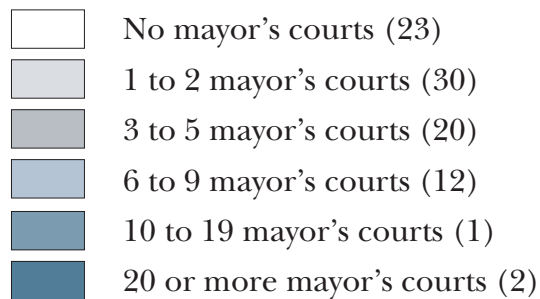 No mayor’s courts (23)
1 to 2 mayor’s courts (30)
3 to 5 mayor’s courts (20)
6 to 9 mayor’s courts (12)
10 to 19 mayor’s courts (1)
20 or more mayor’s courts (2)